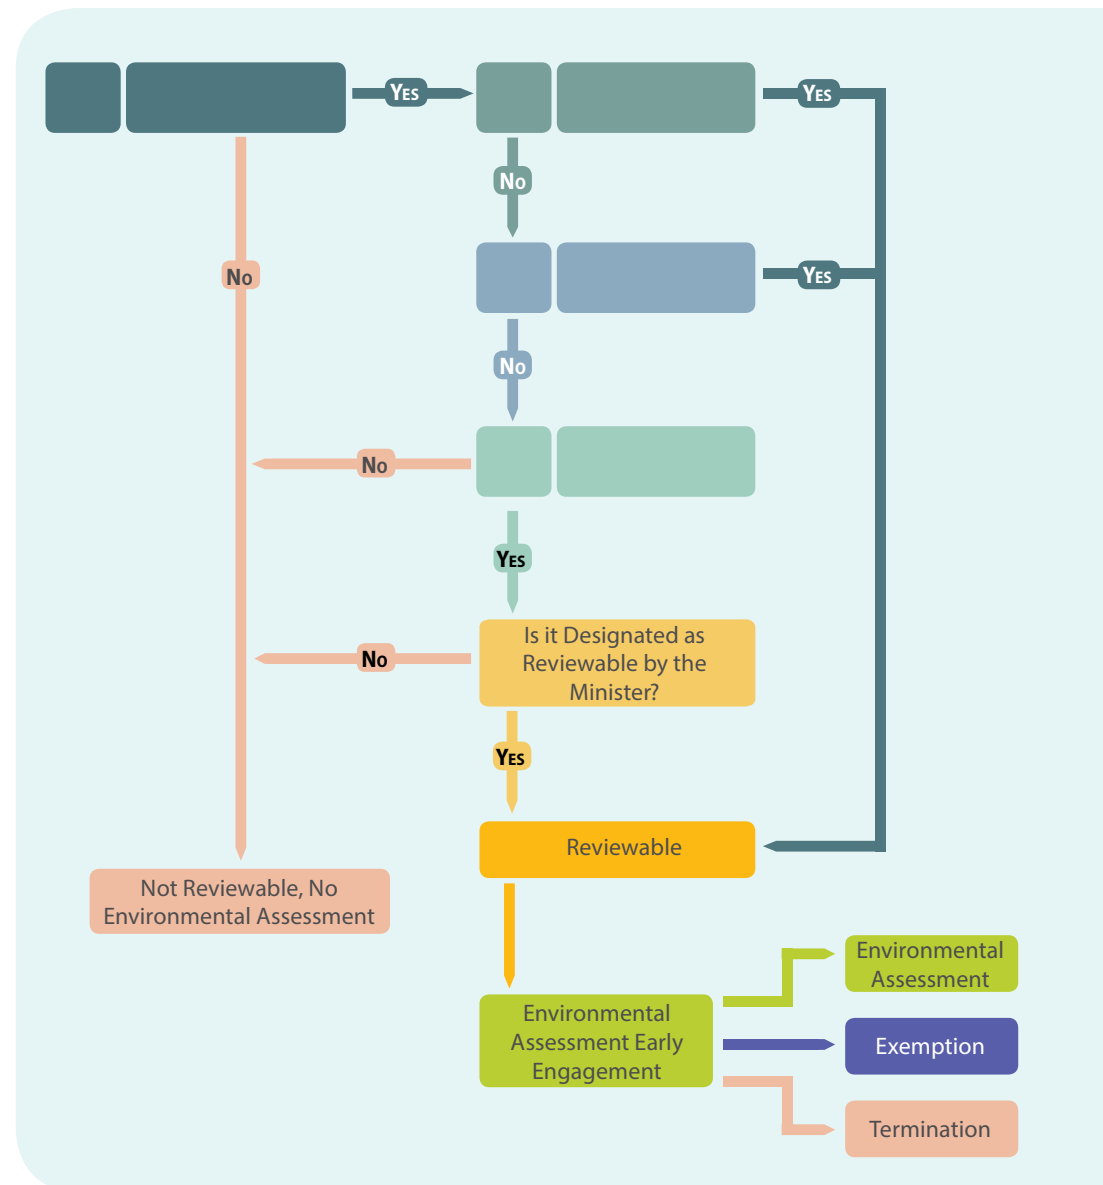 Yes
Yes
No
No
Yes
No
No
Yes
Is it Designated as
Reviewable by the
Minister?
No
Yes
Reviewable
Not Reviewable, No
Environmental Assessment
Environmental
Assessment
Environmental
Assessment Early
Engagement
Exemption
Termination